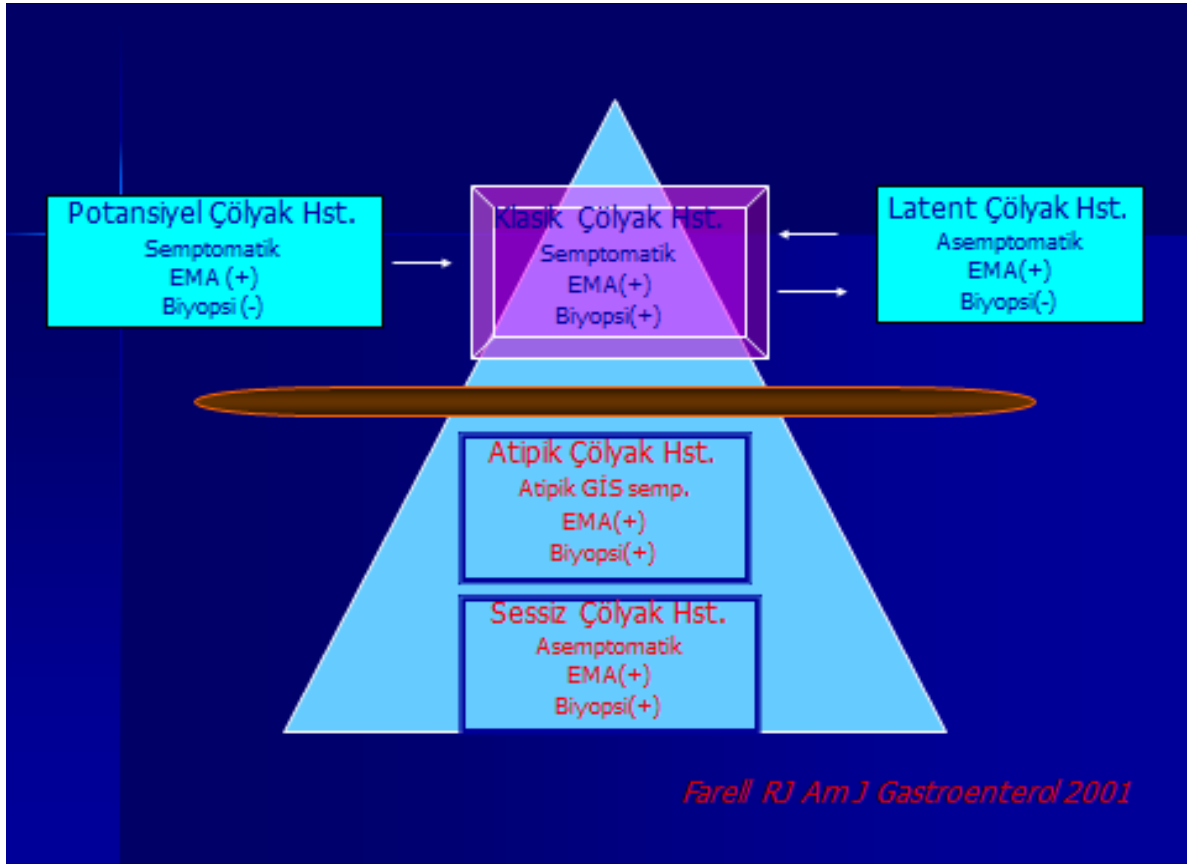 Potansiyel Çölyak Hst.
Semptomatik
EMA (+)
Biyopsi (-)
Klasik Çölyak Hst.
Semptomatik
EMA(+)
Biyopsi(+)
Latent Çölyak Hst.
Asemptomatik
EMA(+)
Biyopsi(-)
Atipik Çölyak Hst.
Atipik GİS semp.
EMA(+)
Biyopsi(+)
Sessiz Çölyak Hst.
Asemptomatik
EMA(+)
Biyopsi(+)
Farell RJ Am J Gastroenterol 2001